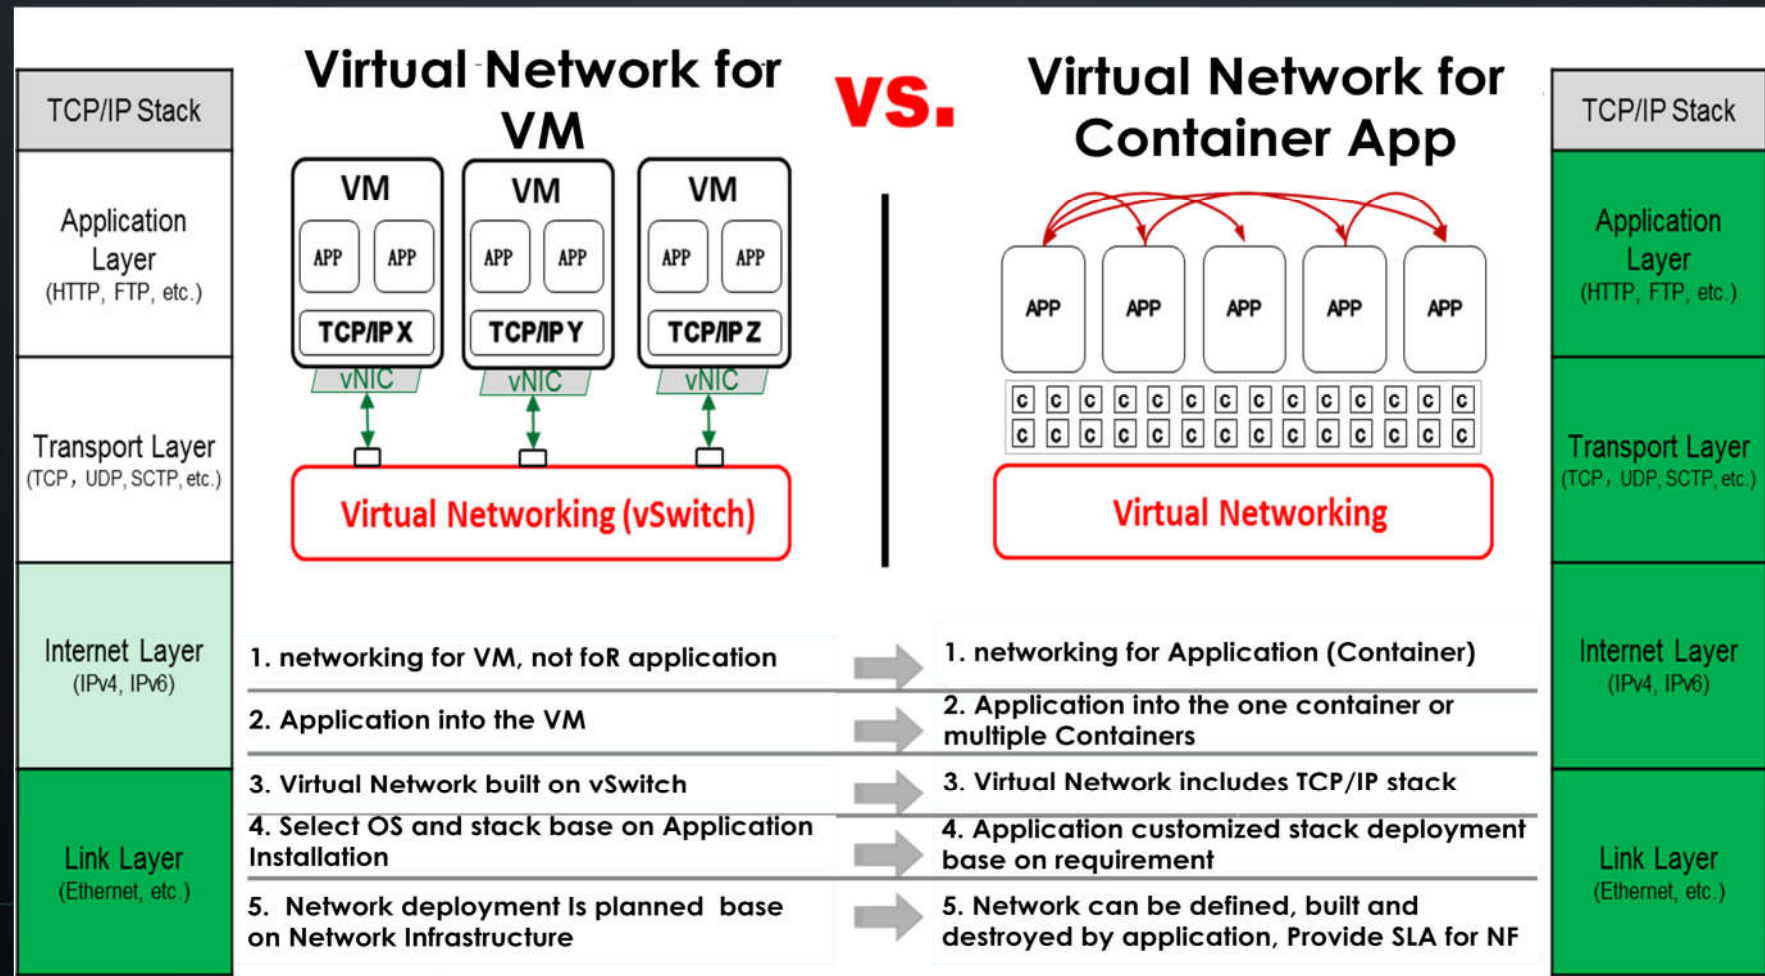 Virtual Network for
VM
vs.
Virtual Network for
Container App
TCP/IP Stack
Application
Layer
(HTTP, FTP, etc.)
Transport Layer
(TCP，UDP, SCTP, etc.)
Internet Layer
(IPv4, IPv6)
Link Layer
(Ethernet, etc.)
VM
APP APP
TCP/IP X
vNIC
VM
APP APP
TCP/IP Y
vNIC
VM
APP APP
TCP/IP Z
vNIC
Virtual Networking (vSwitch)
APP APP APP APP APP
C C C C C C C C C C C C C C
C C C C C C C C C C C C C C
Virtual Networking
1. networking for VM, not foR application
1. networking for Application (Container)
2. Application into the VM
2. Application into the one container or
multiple Containers
3. Virtual Network built on vSwitch
3. Virtual Network includes TCP/IP stack
4. Select OS and stack base on Application
Installation
4. Application customized stack deployment
base on requirement
5. Network deployment Is planned base
on Network Infrastructure
5. Network can be defined, built and
destroyed by application, Provide SLA for NF
TCP/IP Stack
Application
Layer
(HTTP, FTP, etc.)
Transport Layer
(TCP，UDP, SCTP, etc.)
Internet Layer
(IPv4, IPv6)
Link Layer
(Ethernet, etc.)